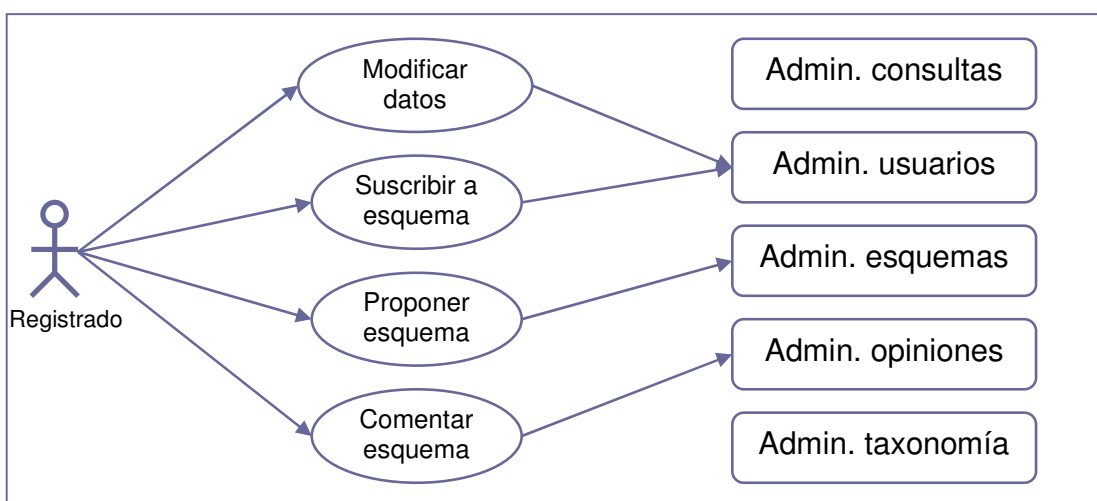 Modificar
datos
Admin. consultas
Suscribir a
esquema
Admin. usuarios
Registrado
Proponer
esquema
Admin. esquemas
Comentar
esquema
Admin. opiniones
Admin. taxonomía